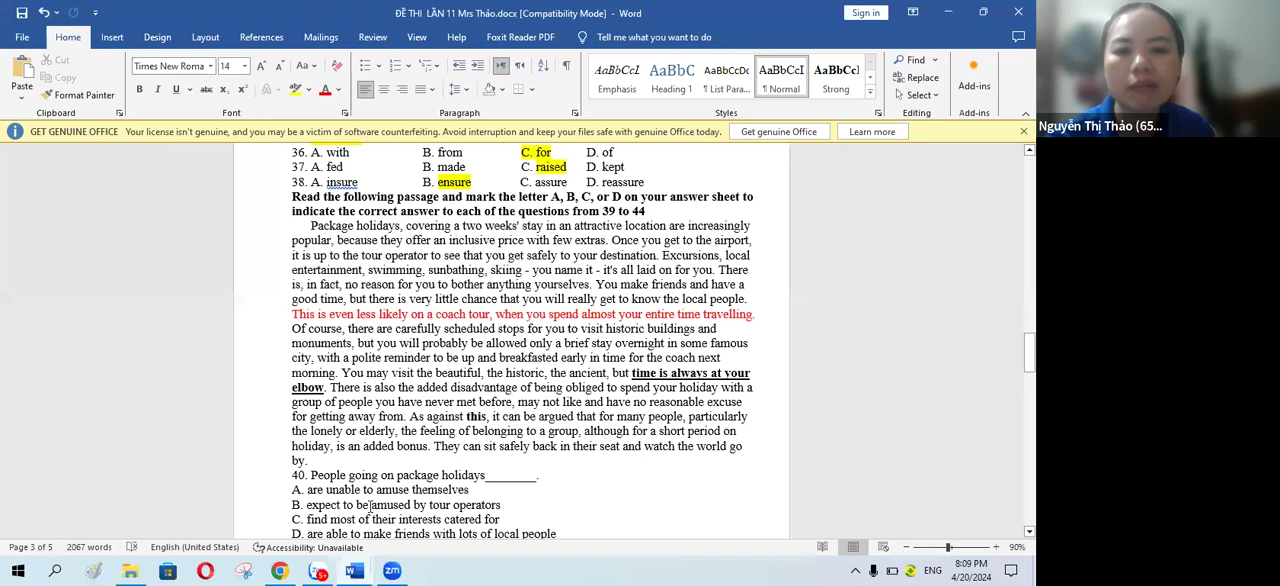 ĐỀ THI LẦN 11 Mrs Thảo.docx [Compatibility Mode] - Word
Sign in
File Home Insert Design Layout References Mailings Review View Help Foxit Reader PDF Tell me what you want to do
Paste
Cut
Copy
Format Painter
Clipboard
Times New Roma 14
Font
Paragraph
AaBbCcI AaBbC AaBbCcDc AaBbCcI AaBbCcI
Emphasis Heading 1 ¶ List Para... ¶ Normal Strong
Styles
Find
Replace
Select
Editing
Add-ins
Add-ins
Nguyễn Thị Thảo (65...
GET GENUINE OFFICE Your license isn't genuine, and you may be a victim of software counterfeiting. Avoid interruption and keep your files safe with genuine Office today. Get genuine Office Learn more
36. A. with B. from C. for D. of
37. A. fed B. made C. raised D. kept
38. A. insure B. ensure C. assure D. reassure
Read the following passage and mark the letter A, B, C, or D on your answer sheet to
indicate the correct answer to each of the questions from 39 to 44
Package holidays, covering a two weeks' stay in an attractive location are increasingly
popular, because they offer an inclusive price with few extras. Once you get to the airport,
it is up to the tour operator to see that you get safely to your destination. Excursions, local
entertainment, swimming, sunbathing, skiing - you name it - it's all laid on for you. There
is, in fact, no reason for you to bother anything yourselves. You make friends and have a
good time, but there is very little chance that you will really get to know the local people.
This is even less likely on a coach tour, when you spend almost your entire time travelling.
Of course, there are carefully scheduled stops for you to visit historic buildings and
monuments, but you will probably be allowed only a brief stay overnight in some famous
city, with a polite reminder to be up and breakfasted early in time for the coach next
morning. You may visit the beautiful, the historic, the ancient, but time is always at your
elbow. There is also the added disadvantage of being obliged to spend your holiday with a
group of people you have never met before, may not like and have no reasonable excuse
for getting away from. As against this, it can be argued that for many people, particularly
the lonely or elderly, the feeling of belonging to a group, although for a short period on
holiday, is an added bonus. They can sit safely back in their seat and watch the world go
by.
40. People going on package holidays________.
A. are unable to amuse themselves
B. expect to be amused by tour operators
C. find most of their interests catered for
D. are able to make friends with lots of local people
Page 3 of 5 2067 words English (United States) Accessibility: Unavailable 90%
ENG
8:09 PM
4/20/2024